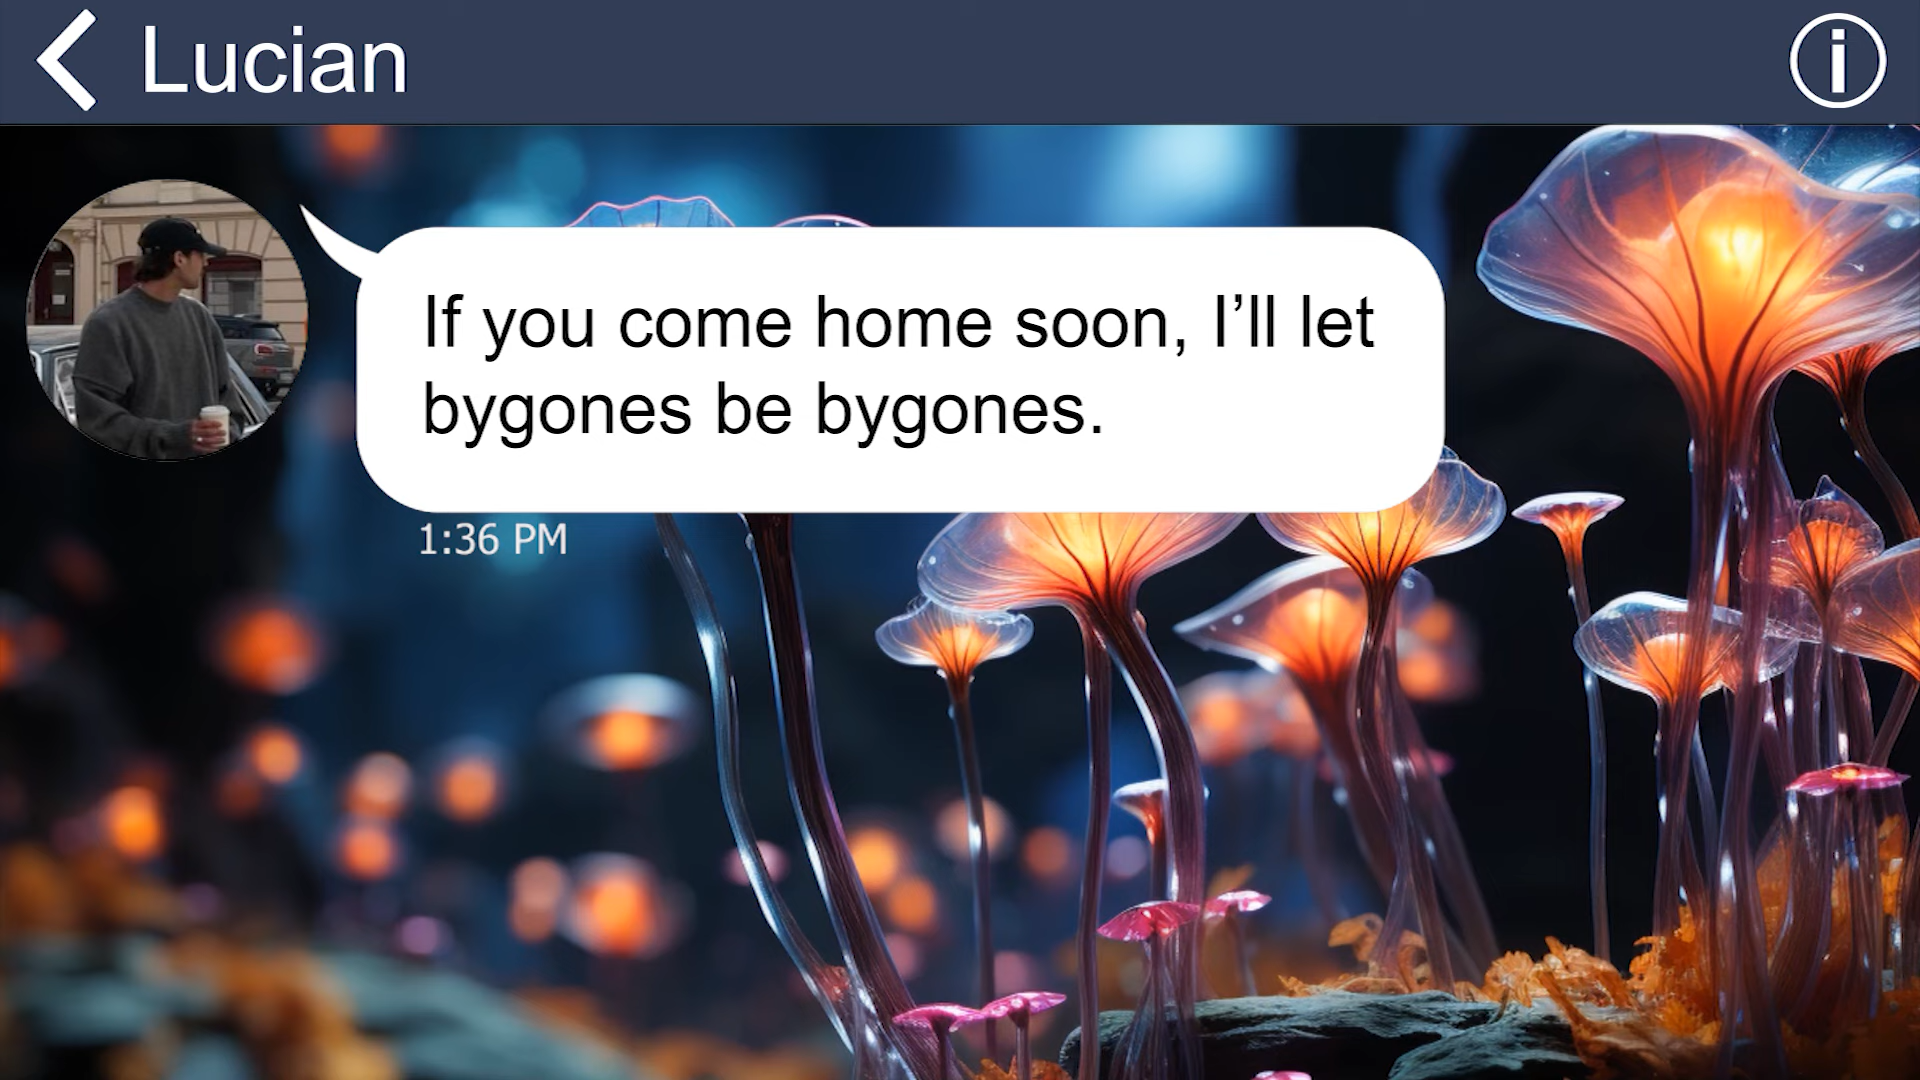 Lucian
If you come home soon, I’ll let
bygones be bygones.
1:36 PM